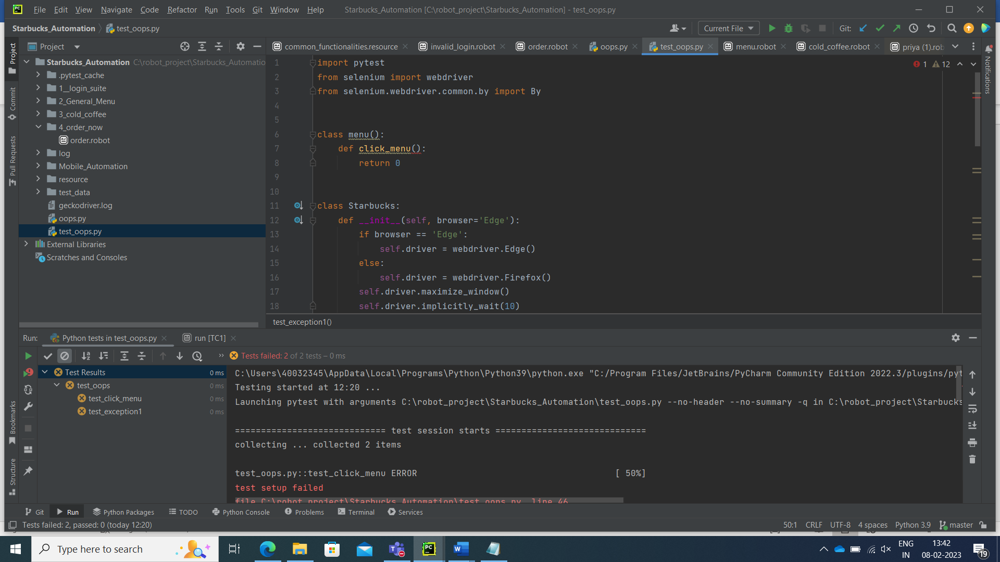 PC File Edit View Navigate Code Refactor Run Tools Git Window Help Starbucks_Automation [C:\robot_project\Starbucks_Automation] - test_oops.py
Starbucks_Automation test_oops.py Current File Git:
Project
common_functionalities.resource invalid_login.robot order.robot oops.py test_oops.py menu.robot cold_coffee.robot priya (1).rob
Project
Commit
Pull Requests
Bookmarks
Structure
Notifications
Starbucks_Automation C:\robot_project\Starbucks_Automatio
.pytest_cache
1__login_suite
2_General_Menu
3_cold_coffee
4_order_now
order.robot
log
Mobile_Automation
resource
test_data
geckodriver.log
oops.py
test_oops.py
External Libraries
Scratches and Consoles
1 12
1 import pytest
2 from selenium import webdriver
3 from selenium.webdriver.common.by import By
4
5
6 class menu():
7 def click_menu():
8 return 0
9
10
11 class Starbucks:
12 def __init__(self, browser='Edge'):
13 if browser == 'Edge':
14 self.driver = webdriver.Edge()
15 else:
16 self.driver = webdriver.Firefox()
17 self.driver.maximize_window()
18 self.driver.implicitly_wait(10)
test_exception1()
Run: Python tests in test_oops.py run [TC1]
Tests failed: 2 of 2 tests – 0 ms
Test Results 0 ms
test_oops 0 ms
test_click_menu 0 ms
test_exception1 0 ms
C:\Users\40032345\AppData\Local\Programs\Python\Python39\python.exe "C:/Program Files/JetBrains/PyCharm Community Edition 2022.3/plugins/pyt
Testing started at 12:20 ...
Launching pytest with arguments C:\robot_project\Starbucks_Automation\test_oops.py --no-header --no-summary -q in C:\robot_project\Starbucks
============================= test session starts =============================
collecting ... collected 2 items
test_oops.py::test_click_menu ERROR [ 50%]
test setup failed
file C:\robot_project\Starbucks_Automation\test_oops.py, line 46
Git Run Python Packages TODO Python Console Problems Terminal Services
Tests failed: 2, passed: 0 (today 12:20) 50:1 CRLF UTF-8 4 spaces Python 3.9 master
Type here to search
ENG
IN
13:42
08-02-2023
19